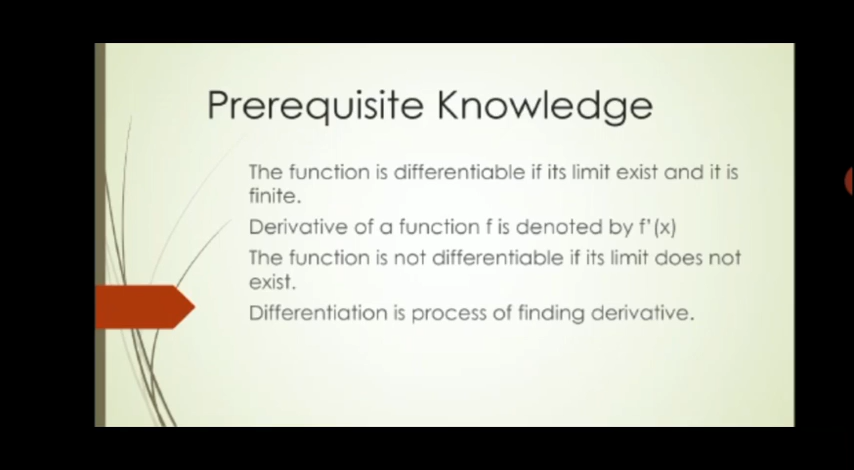 Prerequisite Knowledge
The function is differentiable if its limit exist and it is
finite.
Derivative of a function f is denoted by f'(x)
The function is not differentiable if its limit does not
exist.
Differentiation is process of finding derivative.